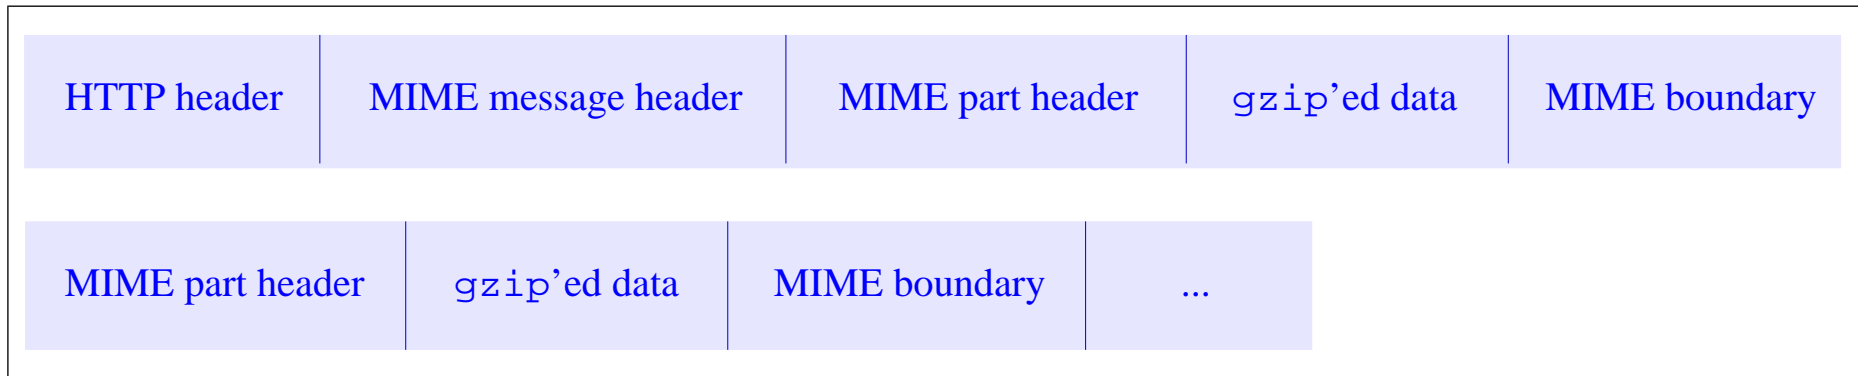 HTTP header MIME message header MIME part header gzip’ed data MIME boundary
MIME part header gzip’ed data MIME boundary ...